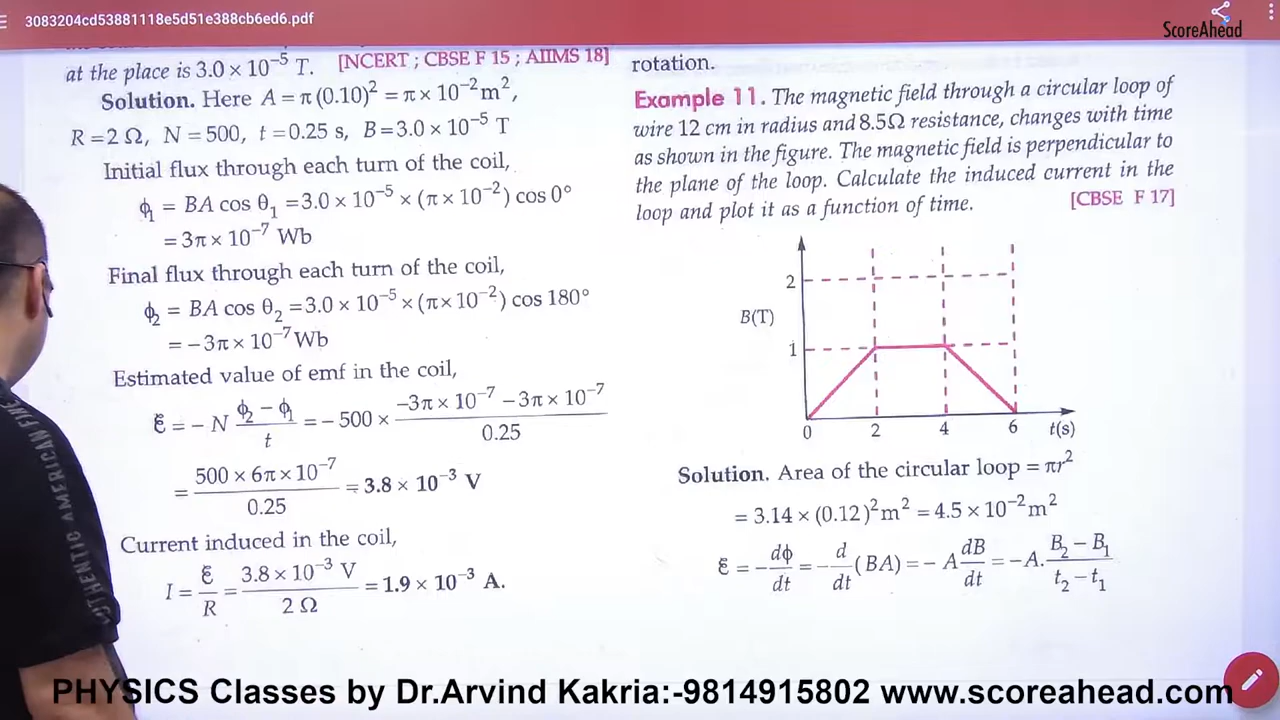 3083204cd53881118e5d51e388cb6ed6.pdf
ScoreAhead
at the place is 3.0 × 10⁻⁵ T. [NCERT ; CBSE F 15 ; AIIMS 18]
Solution. Here A = π (0.10)² = π × 10⁻² m²,
R = 2 Ω, N = 500, t = 0.25 s, B = 3.0 × 10⁻⁵ T
Initial flux through each turn of the coil,
ϕ₁ = BA cos θ₁ = 3.0 × 10⁻⁵ × (π × 10⁻²) cos 0°
= 3π × 10⁻⁷ Wb
Final flux through each turn of the coil,
ϕ₂ = BA cos θ₂ = 3.0 × 10⁻⁵ × (π × 10⁻²) cos 180°
= − 3π × 10⁻⁷ Wb
Estimated value of emf in the coil,
ℰ = − N (ϕ₂ − ϕ₁)/t = − 500 × (−3π × 10⁻⁷ − 3π × 10⁻⁷)/0.25
= (500 × 6π × 10⁻⁷)/0.25 = 3.8 × 10⁻³ V
Current induced in the coil,
I = ℰ/R = (3.8 × 10⁻³ V)/(2 Ω) = 1.9 × 10⁻³ A.
rotation.
Example 11. The magnetic field through a circular loop of
wire 12 cm in radius and 8.5Ω resistance, changes with time
as shown in the figure. The magnetic field is perpendicular to
the plane of the loop. Calculate the induced current in the
loop and plot it as a function of time. [CBSE F 17]
2
B(T)
1
0 2 4 6 t(s)
Solution. Area of the circular loop = πr²
= 3.14 × (0.12)² m² = 4.5 × 10⁻² m²
ℰ = − dϕ/dt = − d/dt (BA) = − A dB/dt = − A. (B₂ − B₁)/(t₂ − t₁)
THENTIC AMERICAN FINE
PHYSICS Classes by Dr.Arvind Kakria:-9814915802 www.scoreahead.com